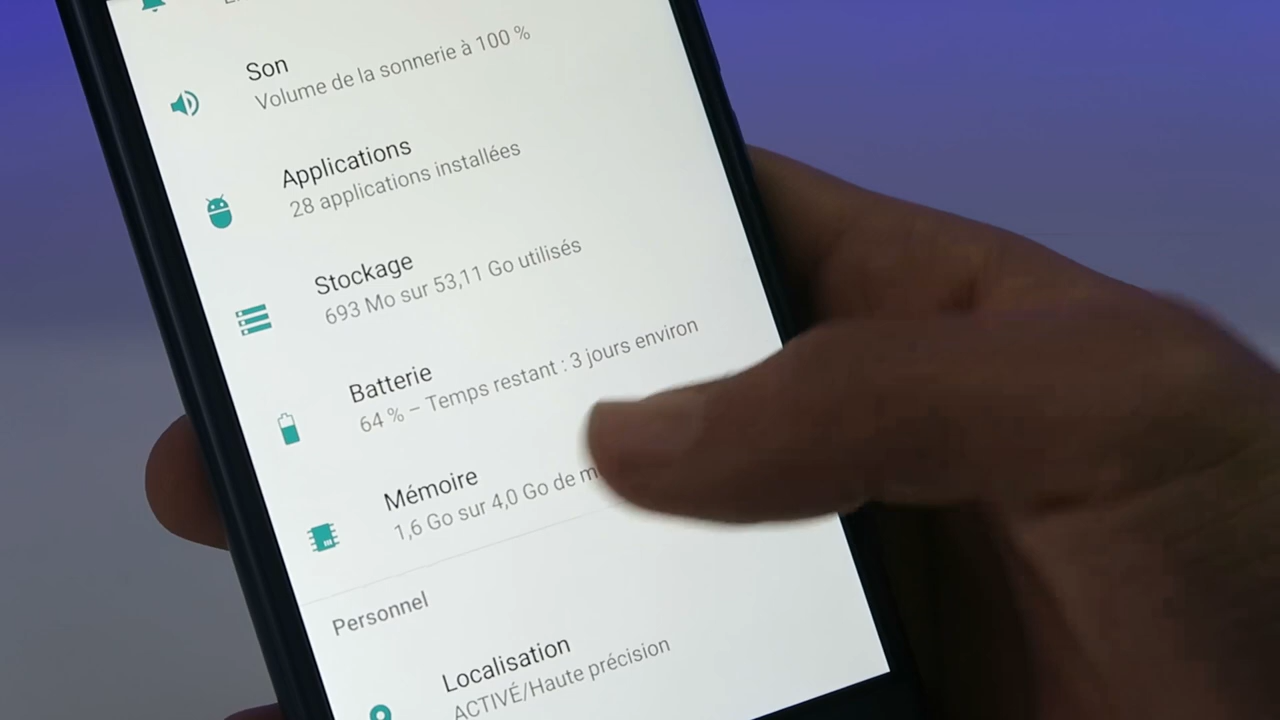 Son
Volume de la sonnerie à 100 %
Applications
28 applications installées
Stockage
693 Mo sur 53,11 Go utilisés
Batterie
64 % – Temps restant : 3 jours environ
Mémoire
1,6 Go sur 4,0 Go de
Personnel
Localisation
ACTIVÉ/Haute précision